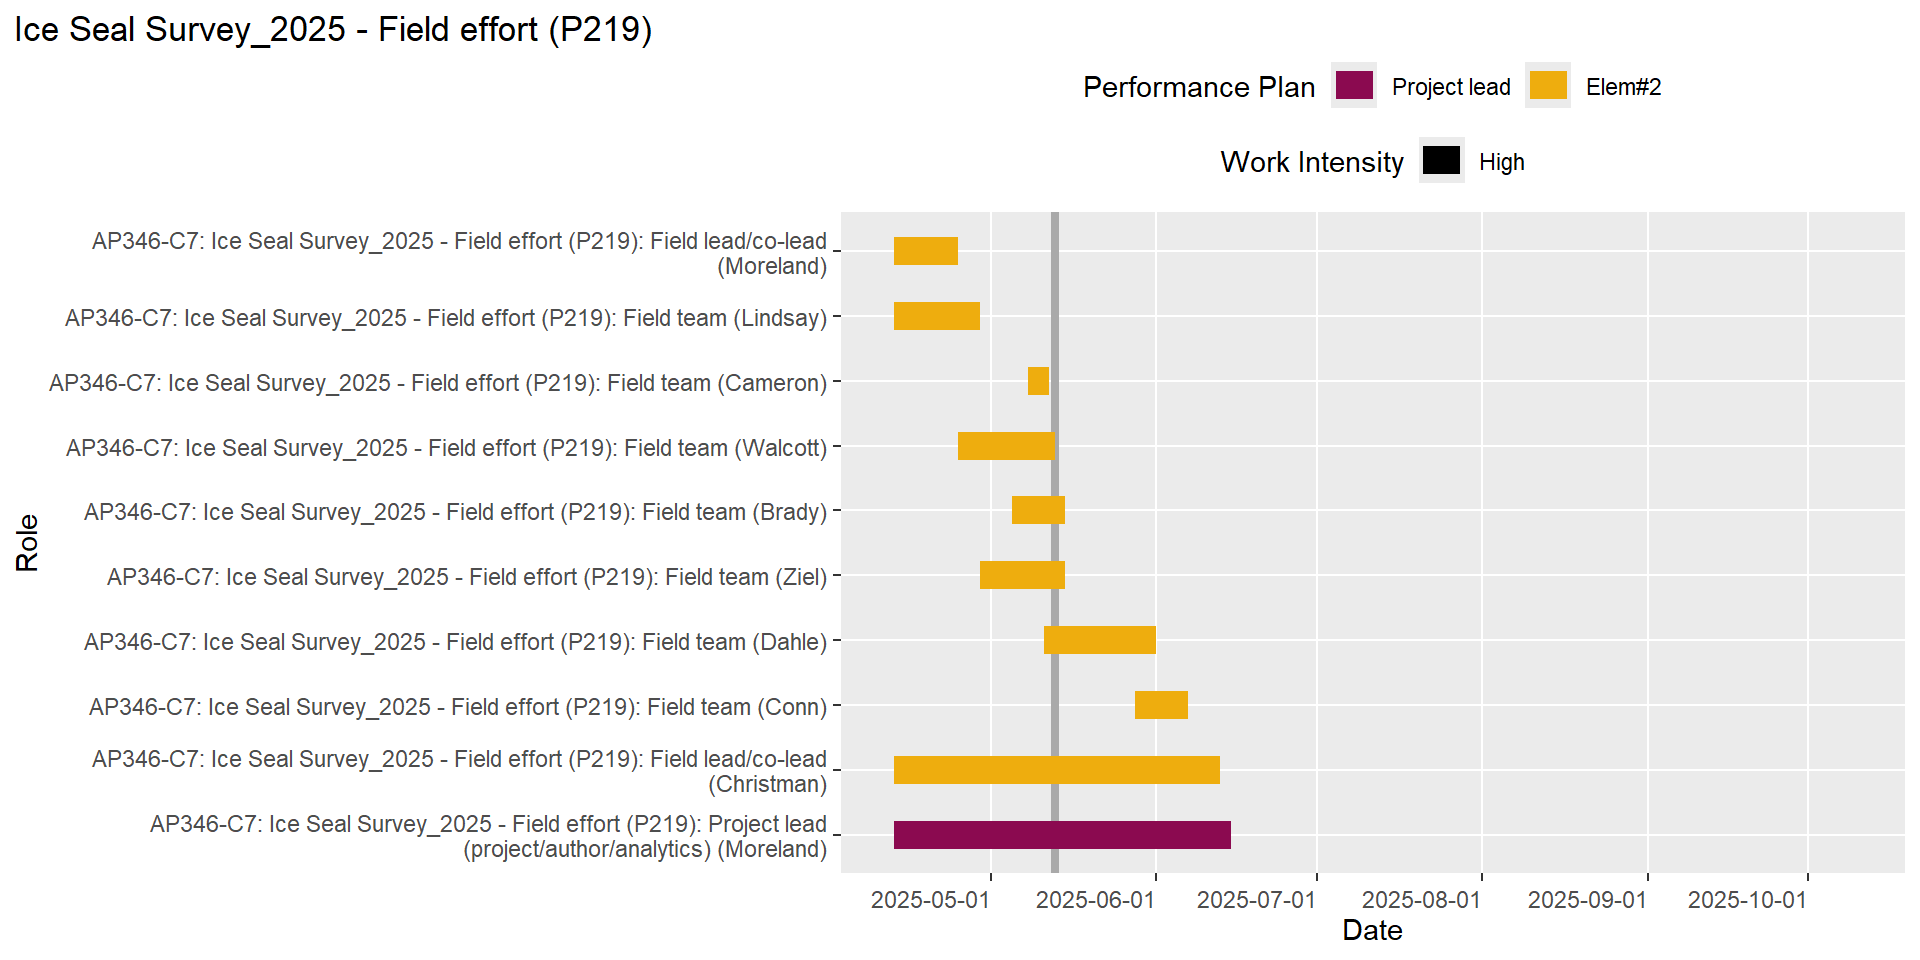 Ice Seal Survey_2025 - Field effort (P219)
Performance Plan Project lead Elem#2
Work Intensity High
AP346-C7: Ice Seal Survey_2025 - Field effort (P219): Field lead/co-lead
(Moreland)
AP346-C7: Ice Seal Survey_2025 - Field effort (P219): Field team (Lindsay)
AP346-C7: Ice Seal Survey_2025 - Field effort (P219): Field team (Cameron)
AP346-C7: Ice Seal Survey_2025 - Field effort (P219): Field team (Walcott)
AP346-C7: Ice Seal Survey_2025 - Field effort (P219): Field team (Brady)
AP346-C7: Ice Seal Survey_2025 - Field effort (P219): Field team (Ziel)
AP346-C7: Ice Seal Survey_2025 - Field effort (P219): Field team (Dahle)
AP346-C7: Ice Seal Survey_2025 - Field effort (P219): Field team (Conn)
AP346-C7: Ice Seal Survey_2025 - Field effort (P219): Field lead/co-lead
(Christman)
AP346-C7: Ice Seal Survey_2025 - Field effort (P219): Project lead
(project/author/analytics) (Moreland)
Role
2025-05-01 2025-06-01 2025-07-01 2025-08-01 2025-09-01 2025-10-01
Date